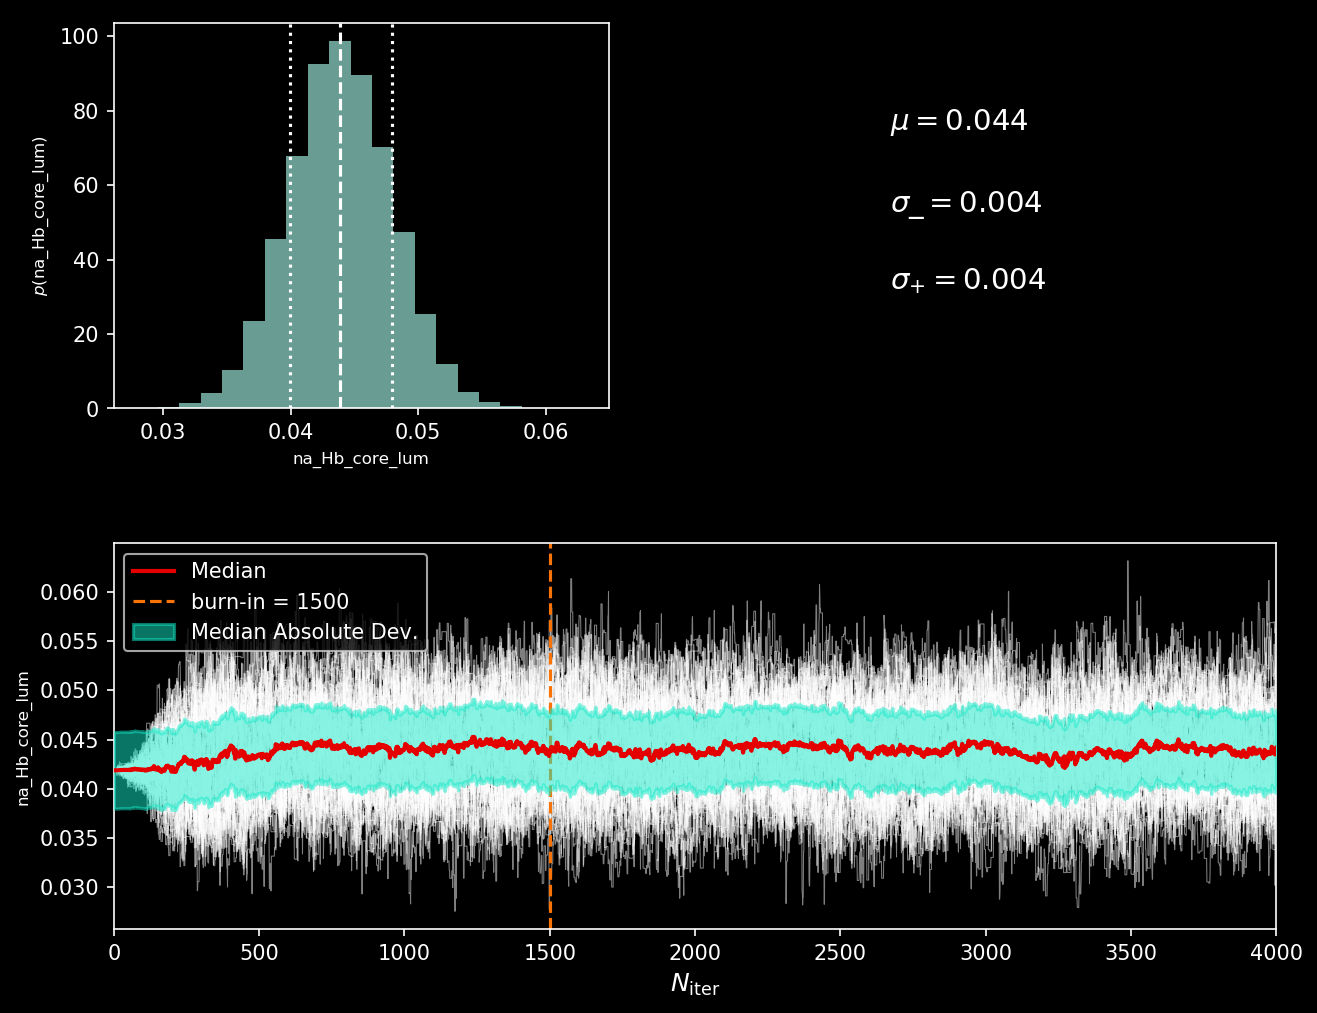 100
80
60
40
20
0
p(na_Hb_core_lum)
0.03 0.04 0.05 0.06
na_Hb_core_lum
μ = 0.044
σ₋ = 0.004
σ₊ = 0.004
Median
burn-in = 1500
Median Absolute Dev.
0.060
0.055
0.050
0.045
0.040
0.035
0.030
na_Hb_core_lum
0 500 1000 1500 2000 2500 3000 3500 4000
N_iter